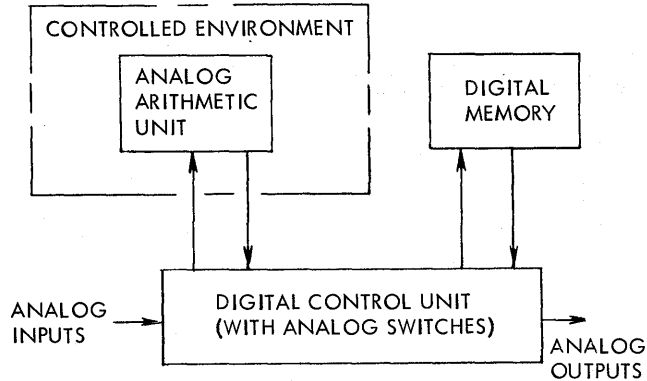 CONTROLLED ENVIRONMENT
ANALOG
ARITHMETIC
UNIT
DIGITAL
MEMORY
ANALOG
INPUTS
DIGITAL CONTROL UNIT
(WITH ANALOG SWITCHES)
ANALOG
OUTPUTS